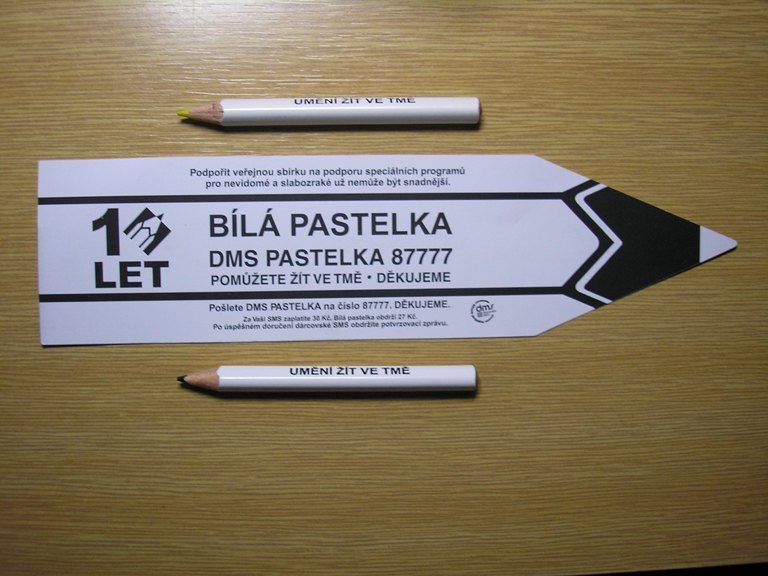 UMĚNÍ ŽÍT VE TMĚ
Podpořit veřejnou sbírku na podporu speciálních programů
pro nevidomé a slabozraké už nemůže být snadnější.
10
LET
BÍLÁ PASTELKA
DMS PASTELKA 87777
POMŮŽETE ŽÍT VE TMĚ • DĚKUJEME
Pošlete DMS PASTELKA na číslo 87777. DĚKUJEME.
Za Vaši SMS zaplatíte 30 Kč. Bílá pastelka obdrží 27 Kč.
Po úspěšném doručení dárcovské SMS obdržíte potvrzovací zprávu.
dms
UMĚNÍ ŽÍT VE TMĚ